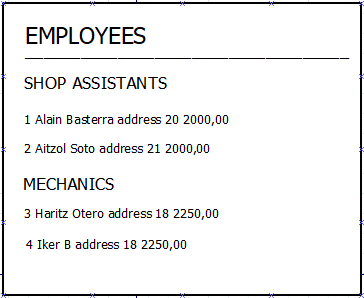 EMPLOYEES
SHOP ASSISTANTS
1 Alain Basterra address 20 2000,00
2 Aitzol Soto address 21 2000,00
MECHANICS
3 Haritz Otero address 18 2250,00
4 Iker B address 18 2250,00